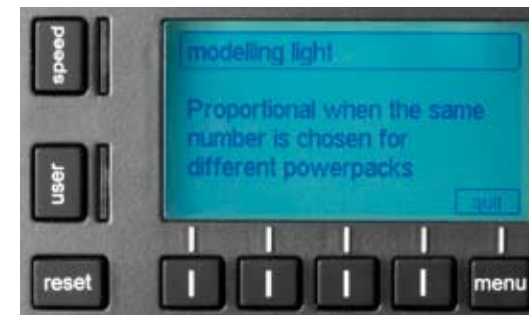 speed
modelling light
Proportional when the same
number is chosen for
different powerpacks
user
quit
reset
menu